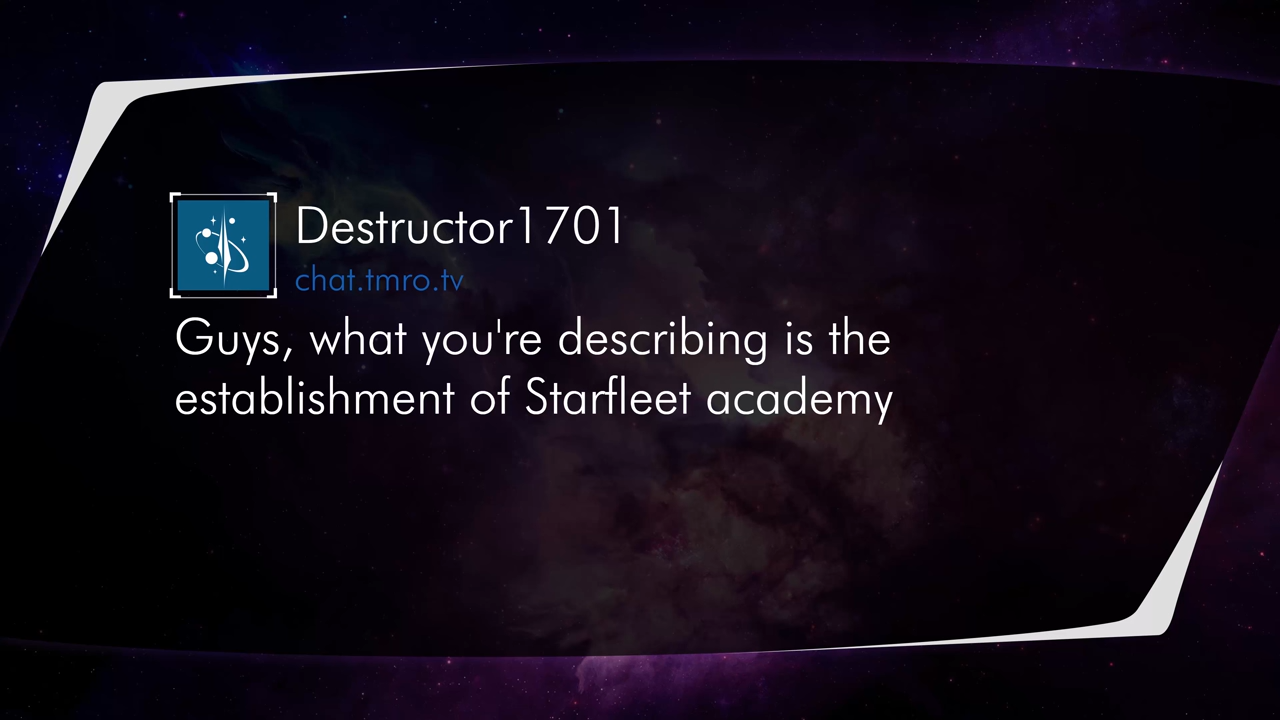 Destructor1701
chat.tmro.tv
Guys, what you're describing is the
establishment of Starfleet academy